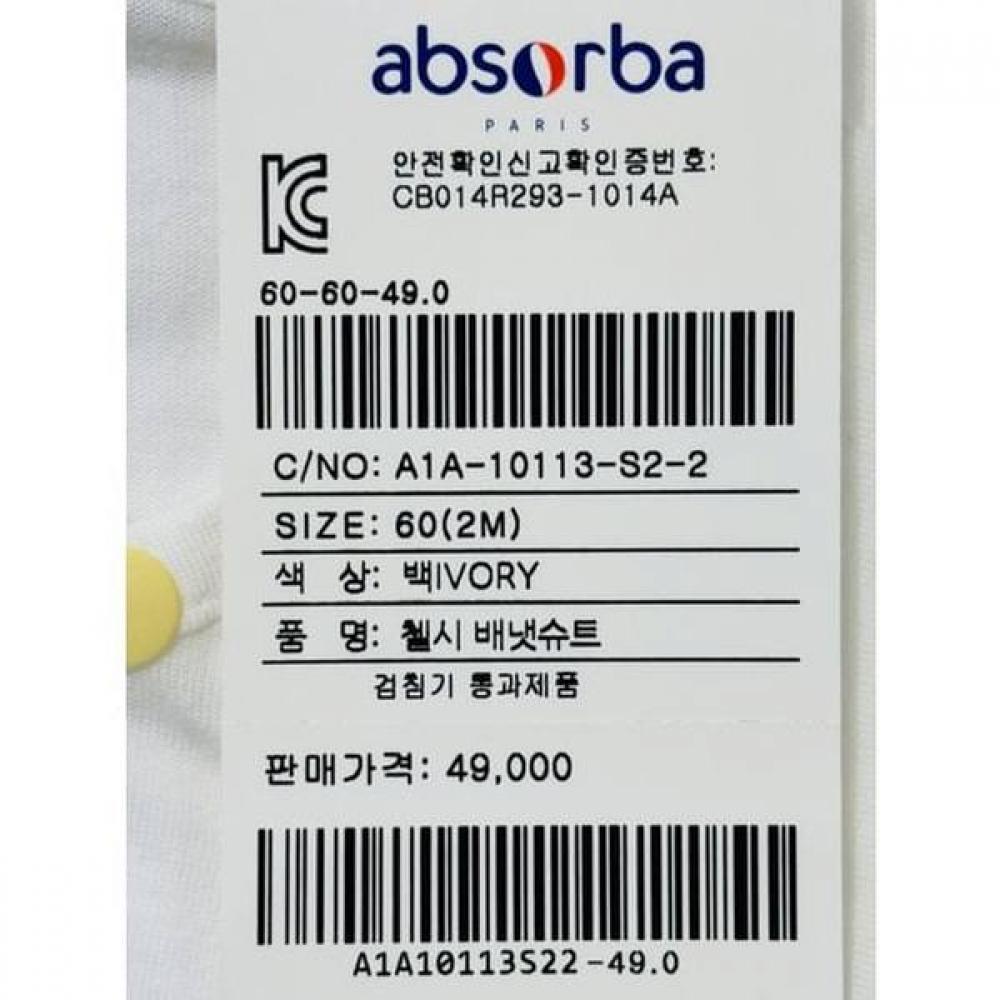 absorba
PARIS
안전확인신고확인증번호:
CB014R293-1014A
60-60-49.0
C/NO: A1A-10113-S2-2
SIZE: 60(2M)
색 상: 백IVORY
품 명: 첼시 배냇슈트
검침기 통과제품
판매가격: 49,000
A1A10113S22-49.0